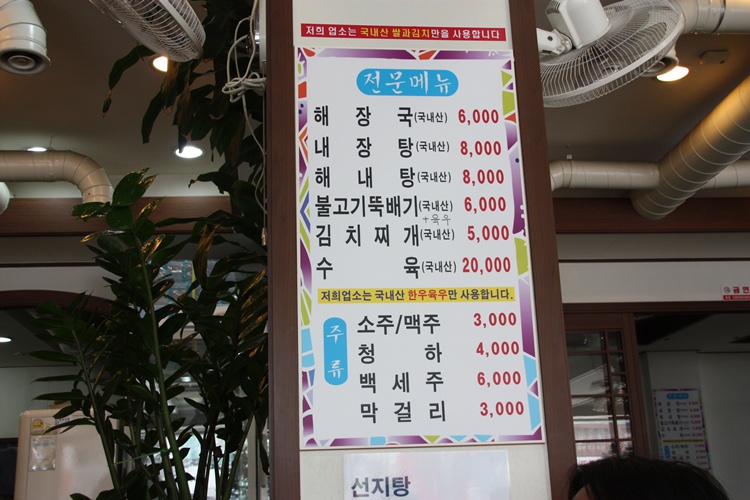 저희 업소는 국내산 쌀과김치만을 사용합니다
전문메뉴
해 장 국(국내산) 6,000
내 장 탕(국내산) 8,000
해 내 탕(국내산) 8,000
불고기뚝배기(국내산) 6,000
+육우
김 치 찌 개(국내산) 5,000
수 육(국내산) 20,000
저희업소는 국내산 한우육우만 사용합니다.
주류
소주/맥주 3,000
청 하 4,000
백 세 주 6,000
막 걸 리 3,000
선지탕
금 연
전문메뉴